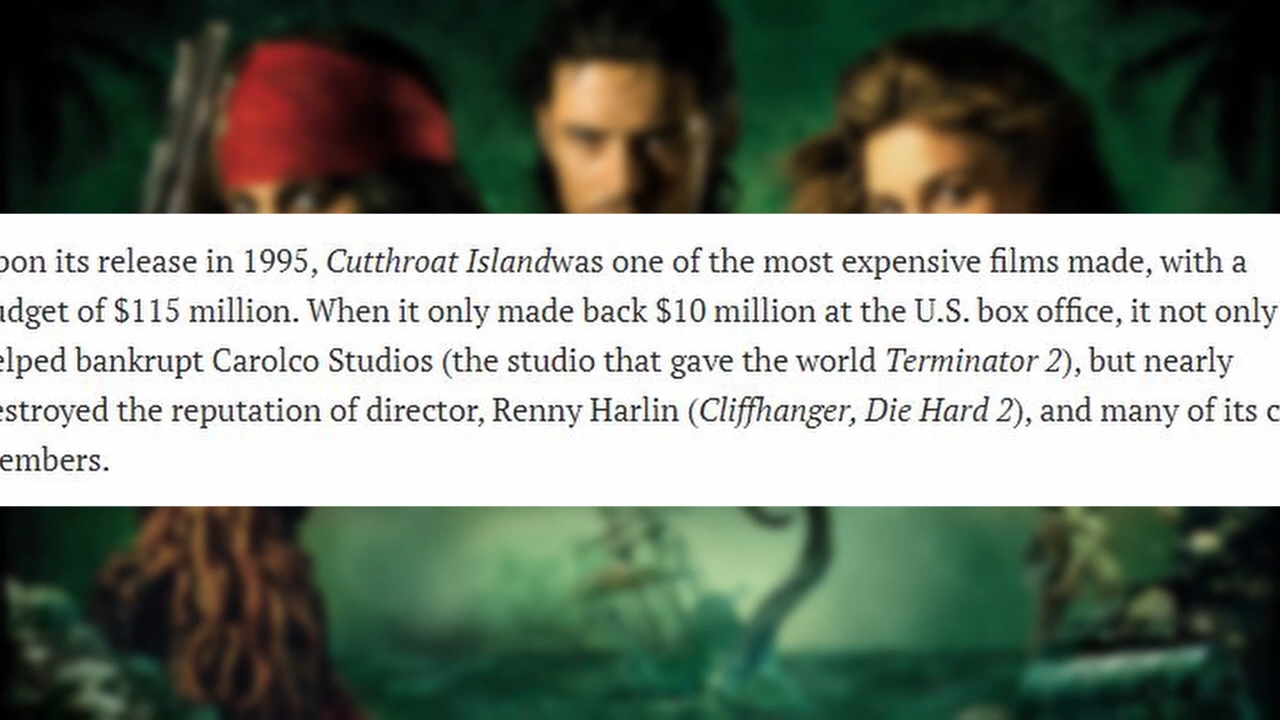 pon its release in 1995, Cutthroat Islandwas one of the most expensive films made, with a
udget of $115 million. When it only made back $10 million at the U.S. box office, it not only
elped bankrupt Carolco Studios (the studio that gave the world Terminator 2), but nearly
estroyed the reputation of director, Renny Harlin (Cliffhanger, Die Hard 2), and many of its c
embers.